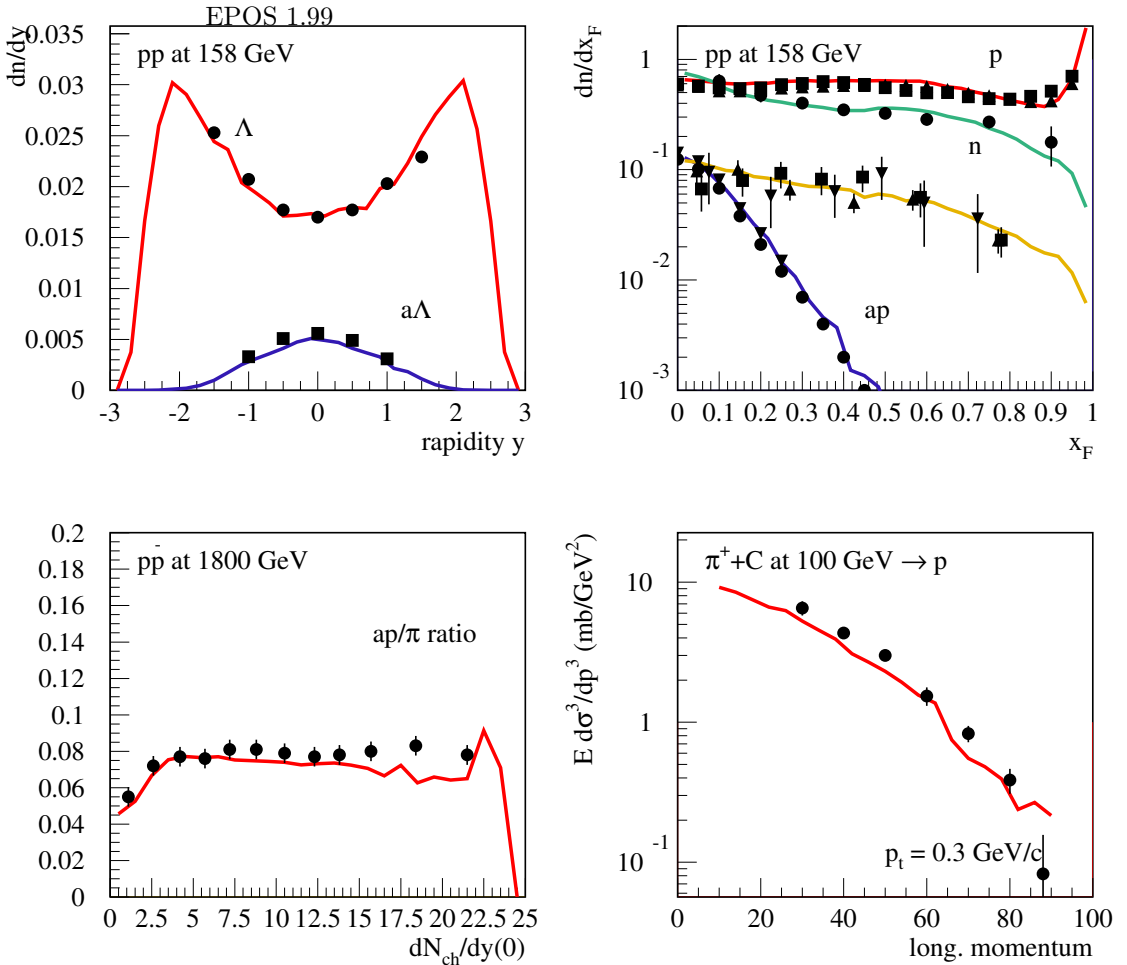 EPOS 1.99
dn/dy
0.035
0.03
0.025
0.02
0.015
0.01
0.005
0
pp at 158 GeV
Λ
aΛ
-3 -2 -1 0 1 2 3
rapidity y
dn/dx_F
1
10^-1
10^-2
10^-3
pp at 158 GeV
p
n
ap
0 0.1 0.2 0.3 0.4 0.5 0.6 0.7 0.8 0.9 1
x_F
0.2
0.18
0.16
0.14
0.12
0.1
0.08
0.06
0.04
0.02
0
pp̄ at 1800 GeV
ap/π ratio
0 2.5 5 7.5 10 12.5 15 17.5 20 22.5 25
dN_ch/dy(0)
E dσ^3/dp^3 (mb/GeV^2)
10
1
10^-1
π^+ +C at 100 GeV → p
p_t = 0.3 GeV/c
0 20 40 60 80 100
long. momentum